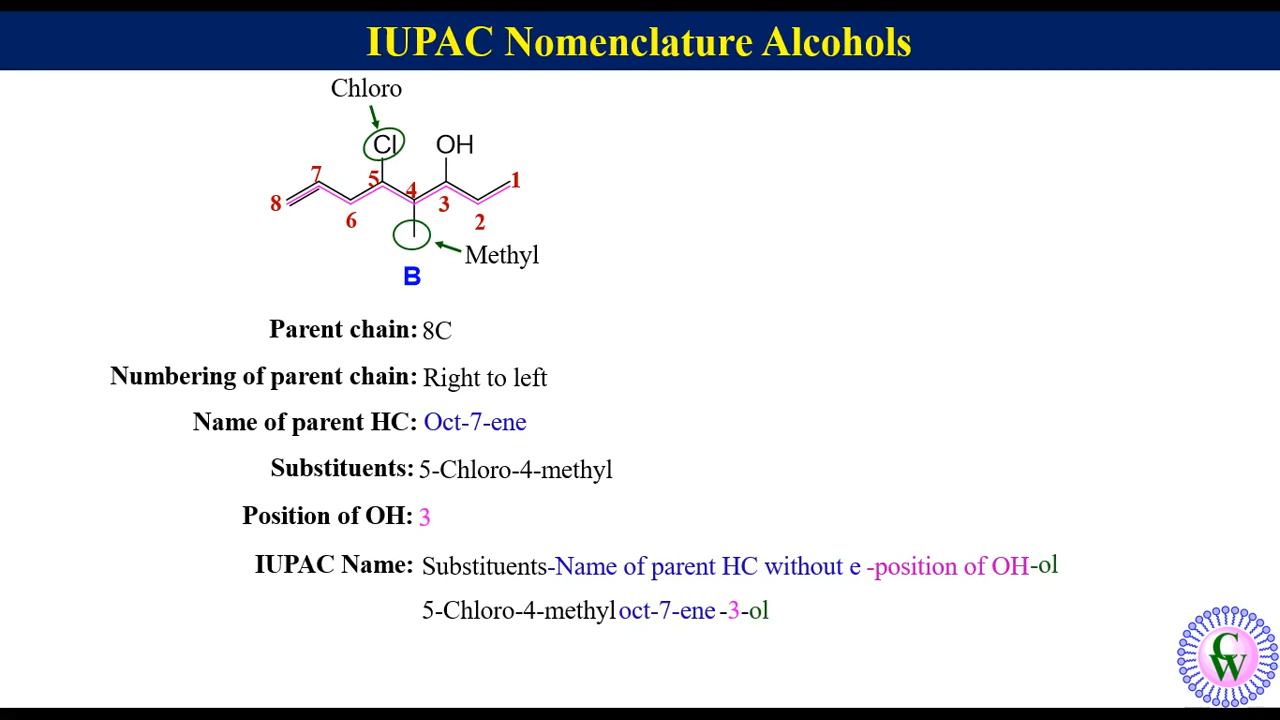 IUPAC Nomenclature Alcohols
Chloro
Cl OH
7 5 4 1
8 6 3 2
Methyl
B
Parent chain: 8C
Numbering of parent chain: Right to left
Name of parent HC: Oct-7-ene
Substituents: 5-Chloro-4-methyl
Position of OH: 3
IUPAC Name: Substituents-Name of parent HC without e -position of OH-ol
5-Chloro-4-methyloct-7-ene-3-ol
CW